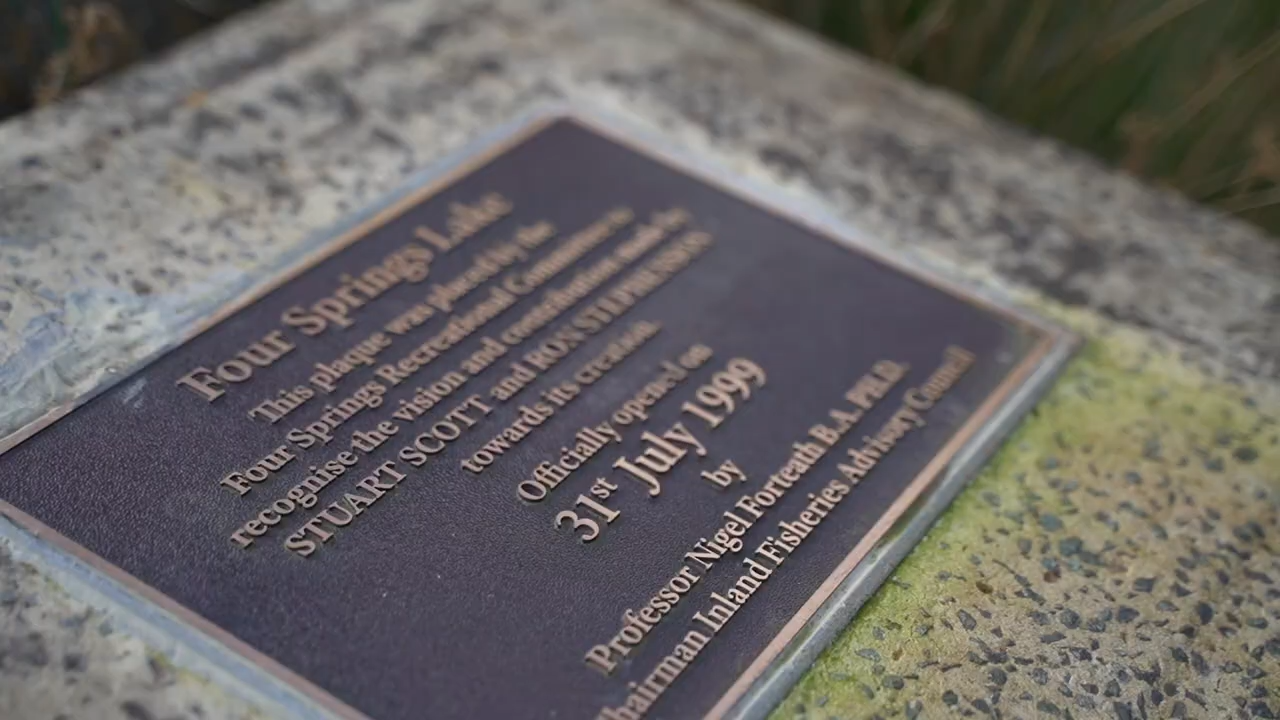 Four Springs Lake
This plaque was placed by the
Four Springs Recreational Committee to
recognise the vision and contribution made by
STUART SCOTT and RON STEPHENSON
towards its creation
Officially opened on
31st July 1999
by
Professor Nigel Forteath B.A. PH.D.
hairman Inland Fisheries Advisory Council